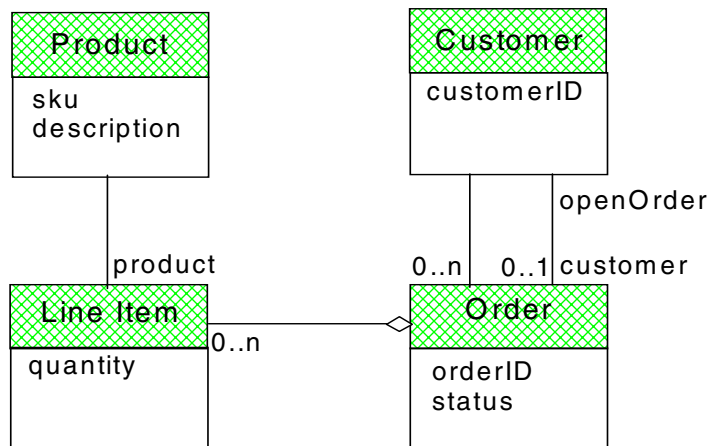 Product
sku
description
Customer
customerID
openOrder
product
0..n
0..1
customer
Line Item
quantity
0..n
Order
orderID
status